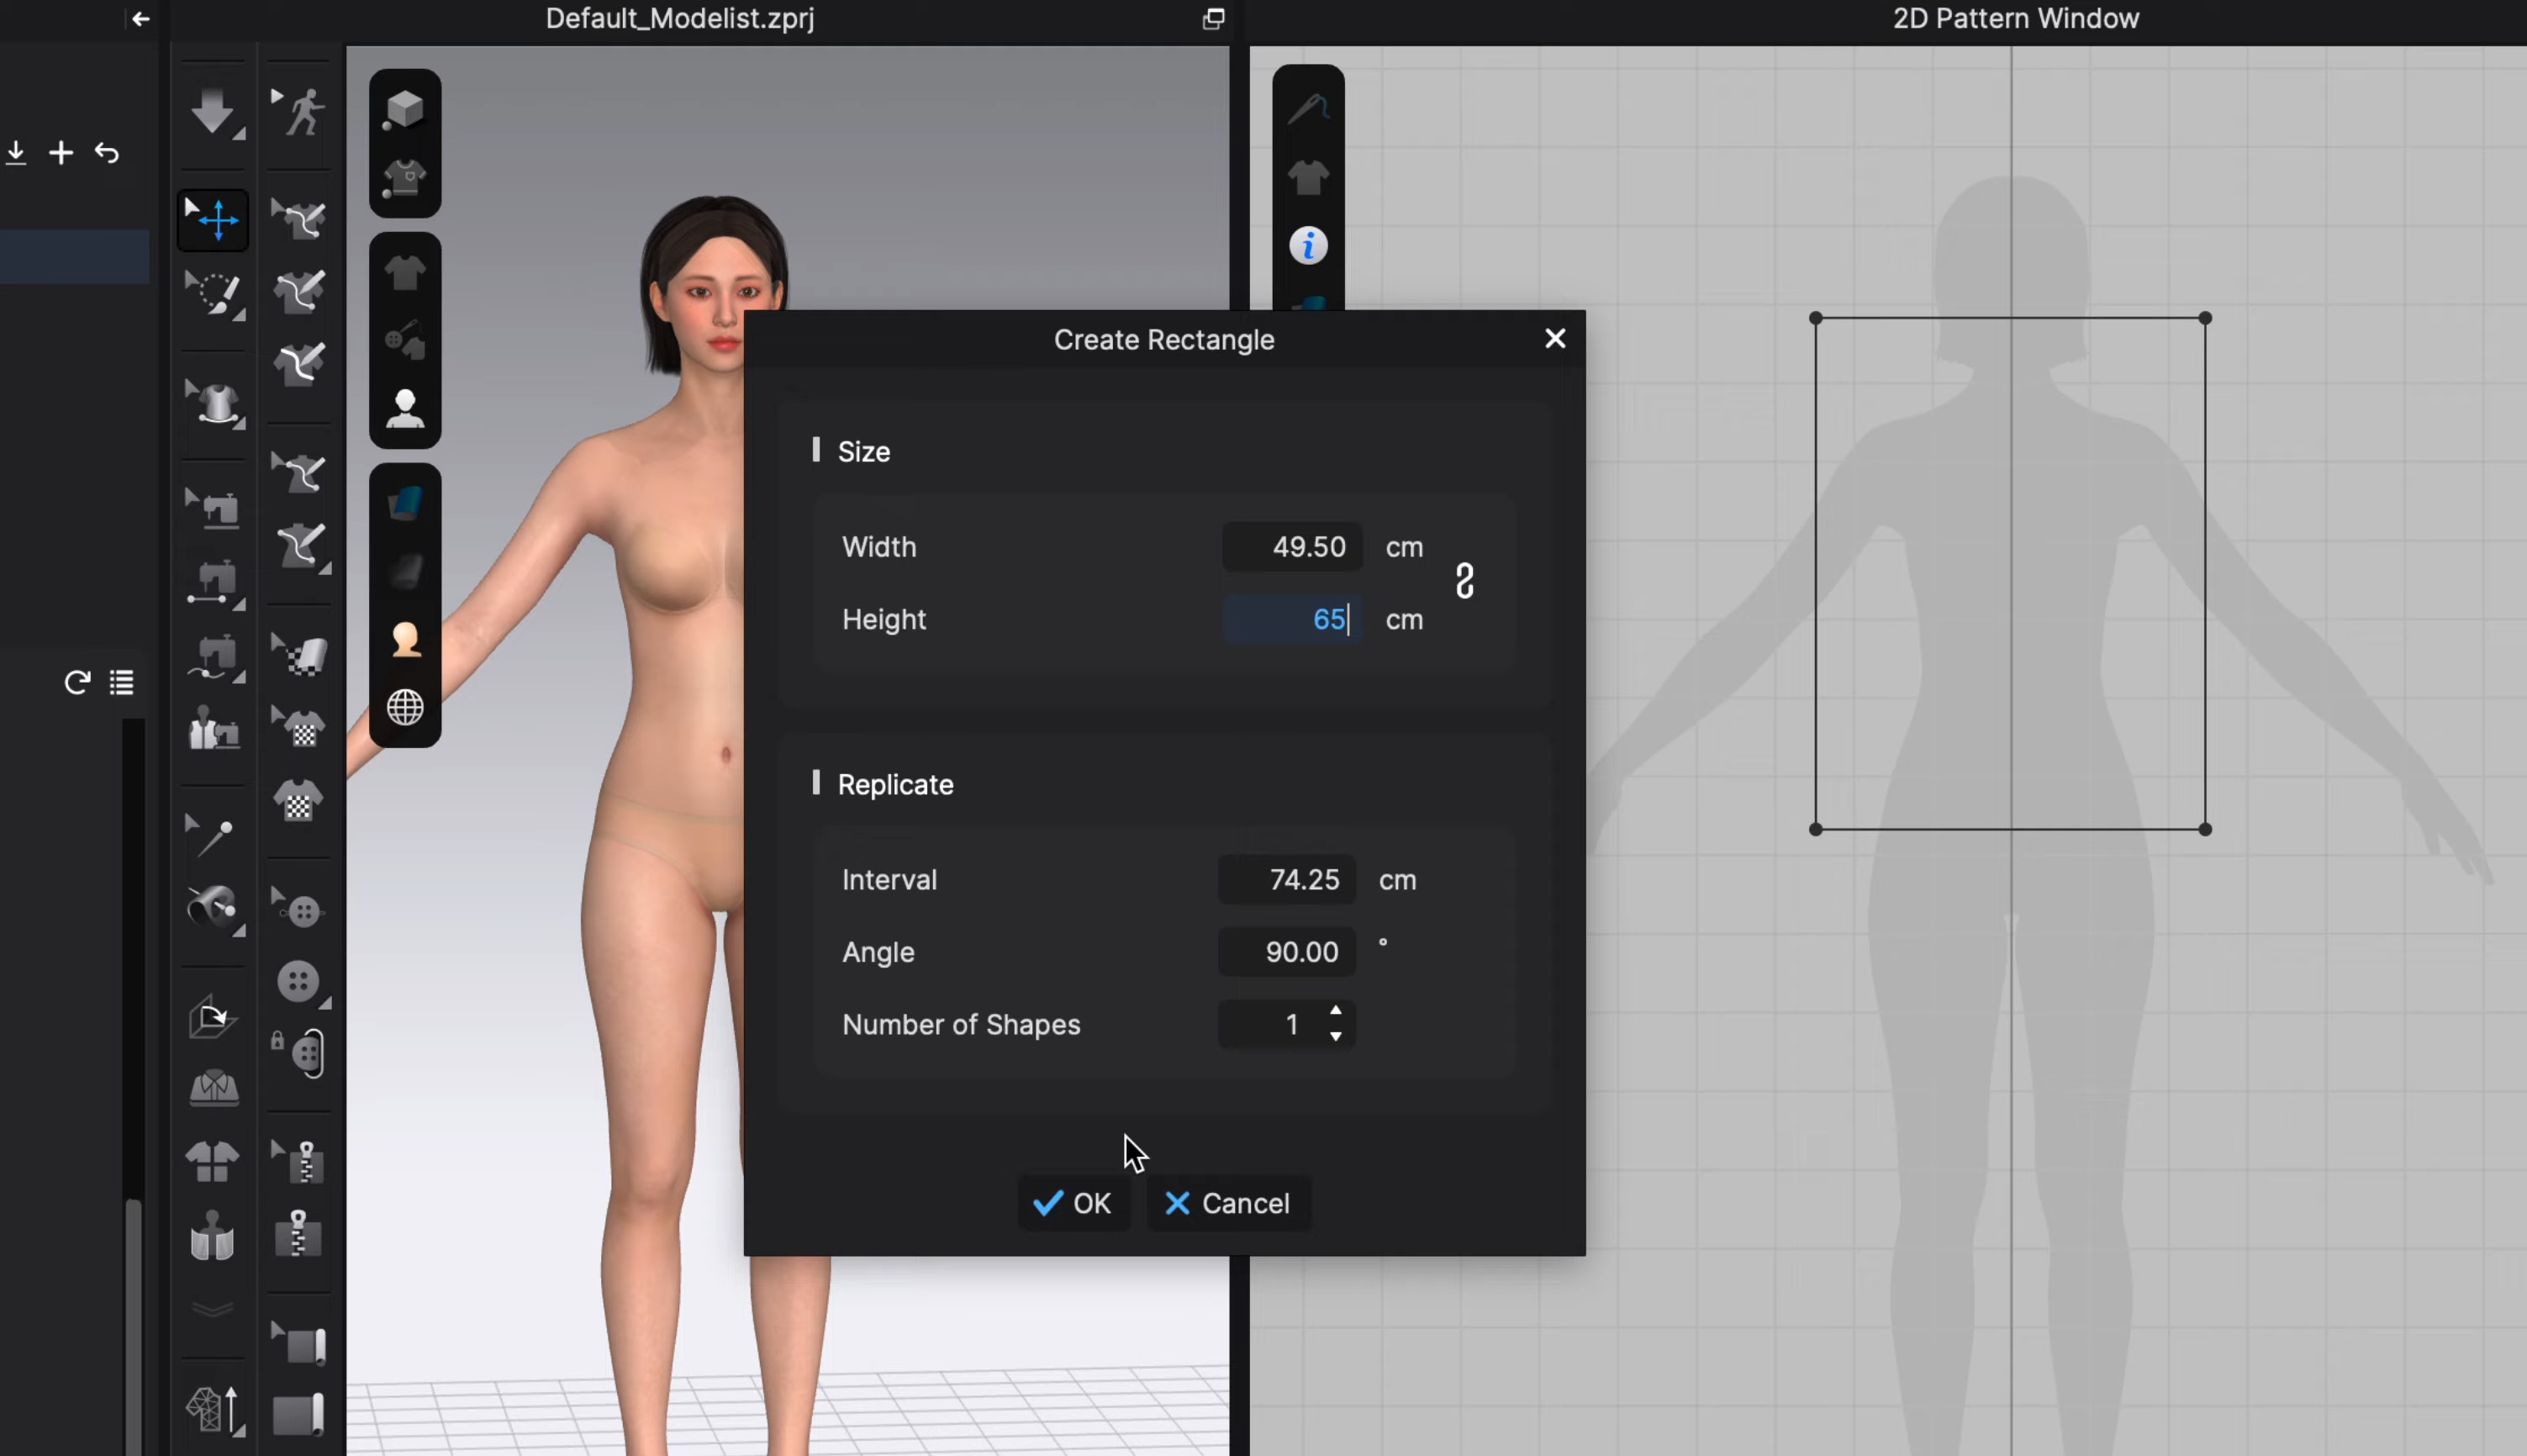 Default_Modelist.zprj
2D Pattern Window
Create Rectangle
Size
Width 49.50 cm
Height 65 cm
Replicate
Interval 74.25 cm
Angle 90.00 °
Number of Shapes 1
OK Cancel